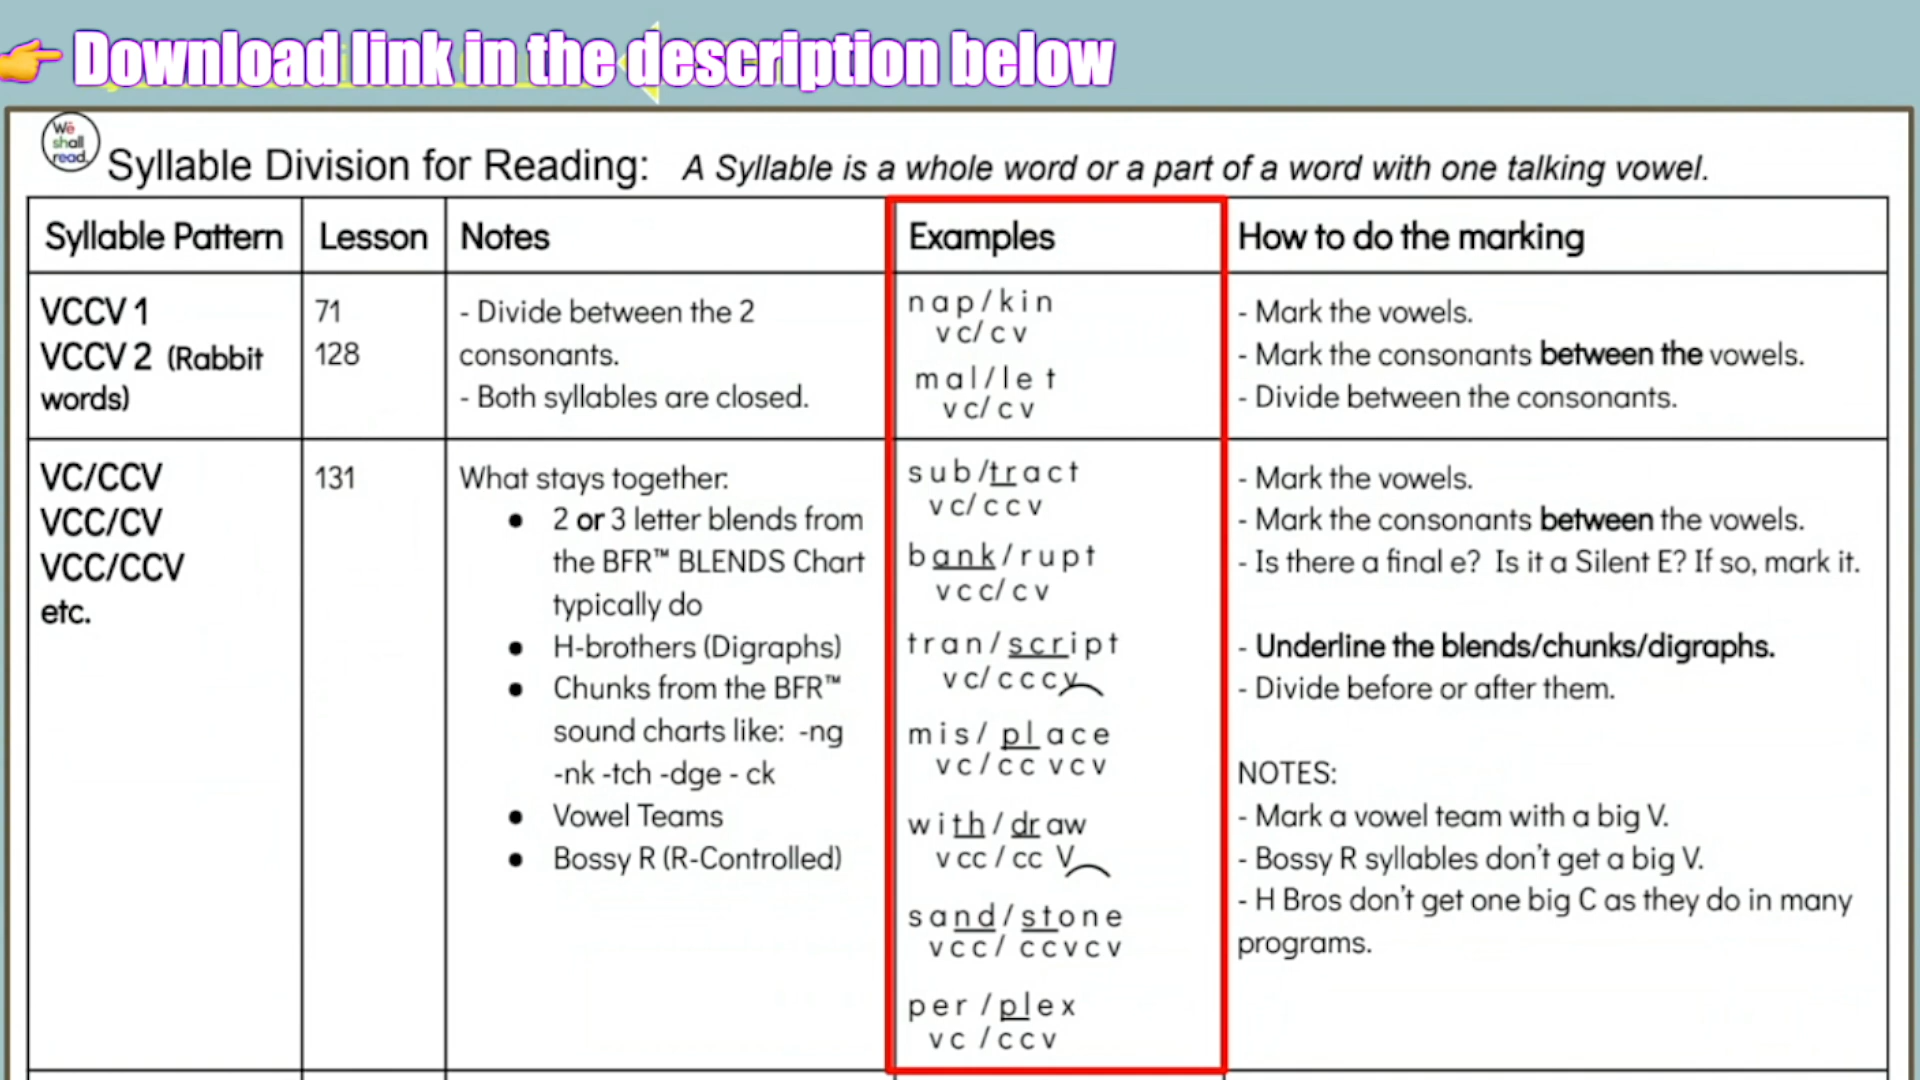 👉 Download link in the description below
We
shall
read.
Syllable Division for Reading: A Syllable is a whole word or a part of a word with one talking vowel.
Syllable Pattern
Lesson
Notes
Examples
How to do the marking
VCCV 1
VCCV 2 (Rabbit
words)
71
128
- Divide between the 2
consonants.
- Both syllables are closed.
n a p / k i n
v c / c v
m a l / l e t
v c / c v
- Mark the vowels.
- Mark the consonants between the vowels.
- Divide between the consonants.
VC/CCV
VCC/CV
VCC/CCV
etc.
131
What stays together:
● 2 or 3 letter blends from
the BFR™ BLENDS Chart
typically do
● H-brothers (Digraphs)
● Chunks from the BFR™
sound charts like: -ng
-nk -tch -dge - ck
● Vowel Teams
● Bossy R (R-Controlled)
s u b / t r a c t
v c / c c v
b a n k / r u p t
v c c / c v
t r a n / s c r i p t
v c / c c c v
m i s / p l a c e
v c / c c v c v
w i t h / d r a w
v c c / c c V
s a n d / s t o n e
v c c / c c v c v
p e r / p l e x
v c / c c v
- Mark the vowels.
- Mark the consonants between the vowels.
- Is there a final e? Is it a Silent E? If so, mark it.
- Underline the blends/chunks/digraphs.
- Divide before or after them.
NOTES:
- Mark a vowel team with a big V.
- Bossy R syllables don't get a big V.
- H Bros don't get one big C as they do in many
programs.